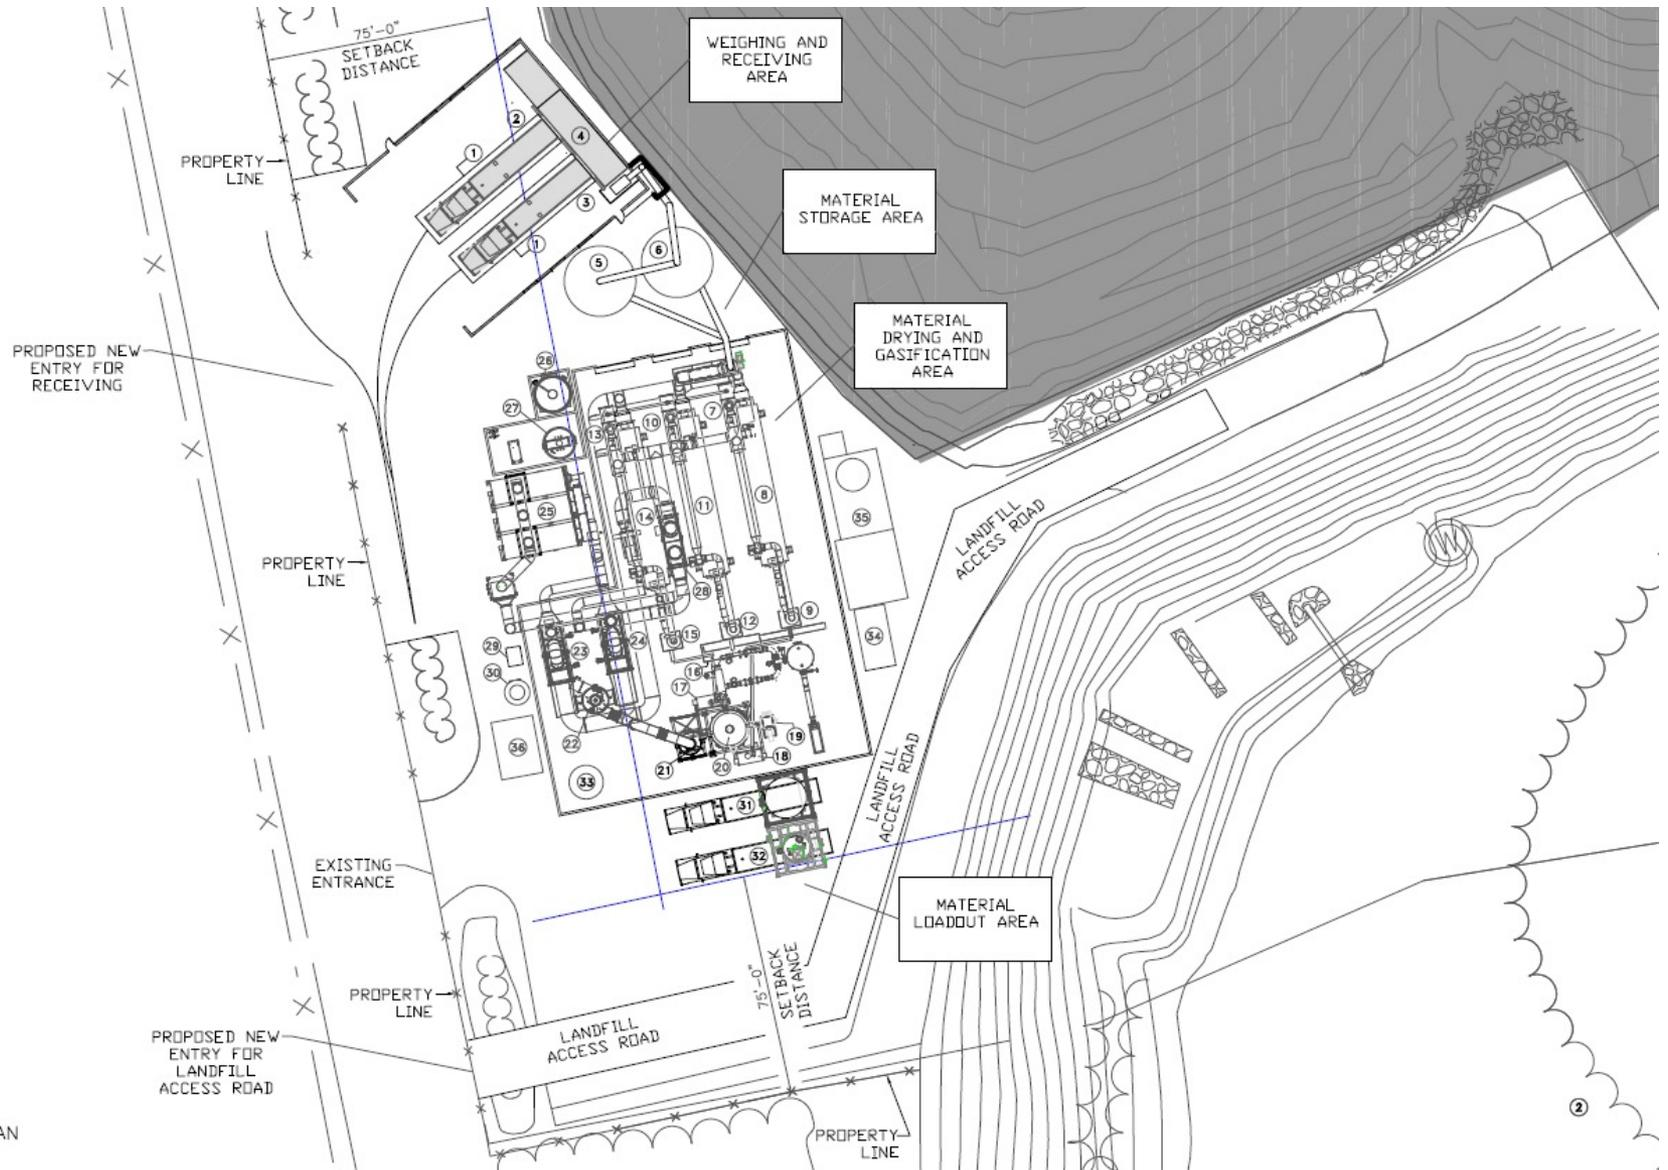 75'-0"
SETBACK
DISTANCE
WEIGHING AND
RECEIVING
AREA
PROPERTY
LINE
2
1
4
3
1
MATERIAL
STORAGE AREA
5
6
MATERIAL
DRYING AND
GASIFICATION
AREA
PROPOSED NEW
ENTRY FOR
RECEIVING
26
27
13
10
7
25
14
11
8
35
LANDFILL
ACCESS ROAD
W
PROPERTY
LINE
28
29
30
23
24
15
12
9
34
16
17
36
22
21
20
18
19
33
31
32
LANDFILL
ACCESS ROAD
EXISTING
ENTRANCE
MATERIAL
LOADOUT AREA
75'-0"
SETBACK
DISTANCE
PROPERTY
LINE
LANDFILL
ACCESS ROAD
PROPOSED NEW
ENTRY FOR
LANDFILL
ACCESS ROAD
PROPERTY
LINE
2
AN